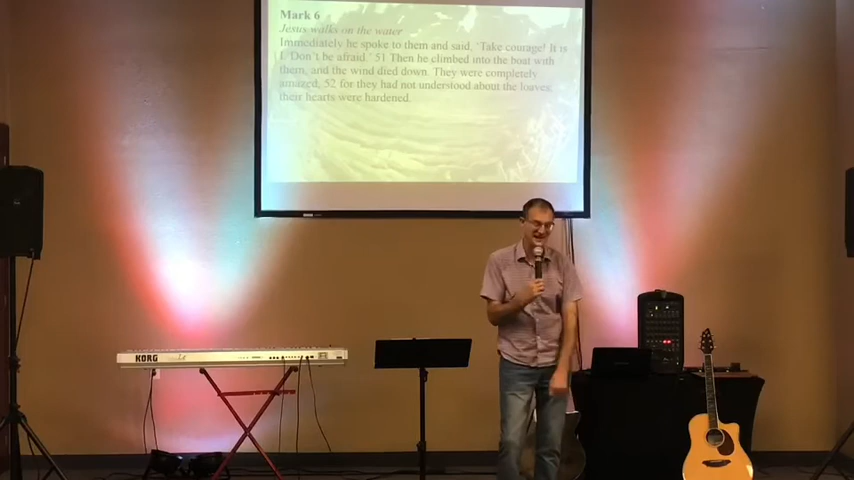 Mark 6
Jesus walks on the water
Immediately he spoke to them and said, 'Take courage! It is
I. Don't be afraid.' 51 Then he climbed into the boat with
them, and the wind died down. They were completely
amazed, 52 for they had not understood about the loaves;
their hearts were hardened.
KORG